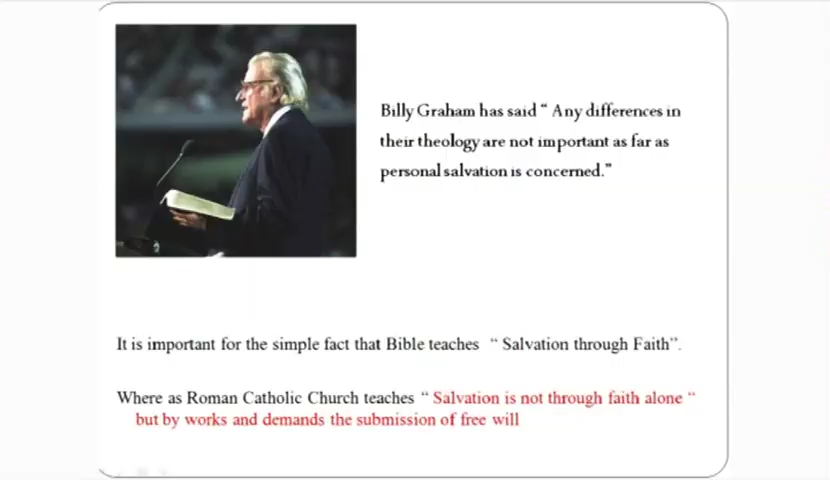 Billy Graham has said “ Any differences in
their theology are not important as far as
personal salvation is concerned.”
It is important for the simple fact that Bible teaches “ Salvation through Faith”.
Where as Roman Catholic Church teaches “ Salvation is not through faith alone “
but by works and demands the submission of free will